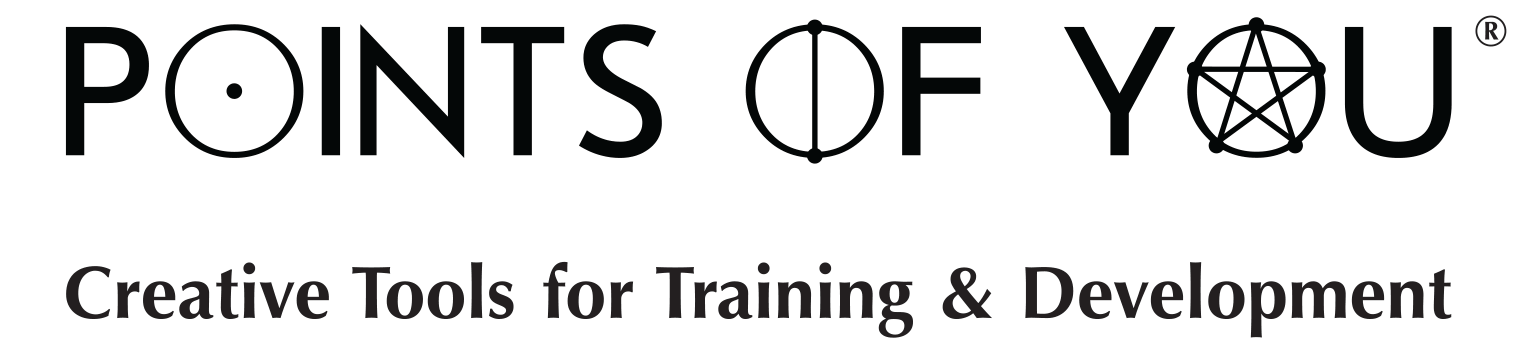 POINTS OF YOU®
Creative Tools for Training & Development